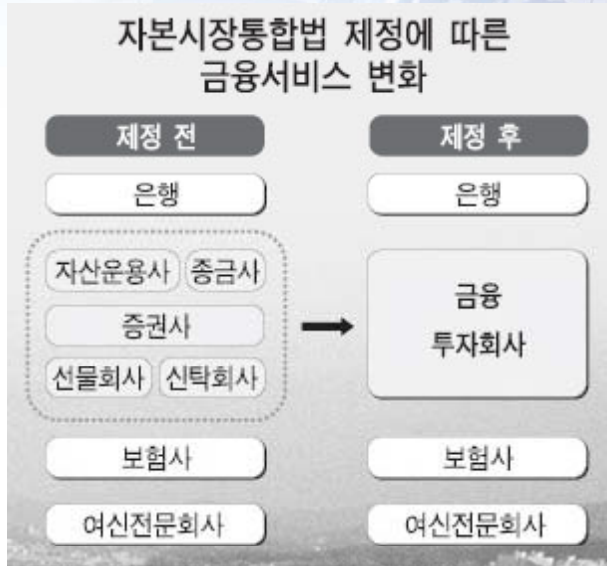 자본시장통합법 제정에 따른
금융서비스 변화
제정 전
제정 후
은행
은행
자산운용사 종금사
증권사
선물회사 신탁회사
금융
투자회사
보험사
보험사
여신전문회사
여신전문회사